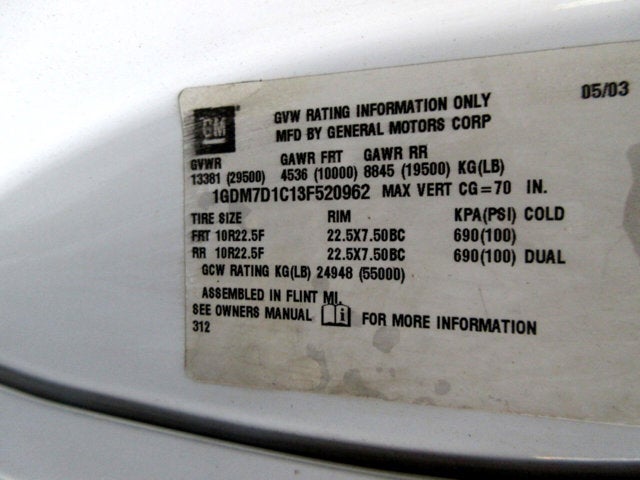 GM
GVW RATING INFORMATION ONLY 05/03
MFD BY GENERAL MOTORS CORP
GVWR GAWR FRT GAWR RR
13381 (29500) 4536 (10000) 8845 (19500) KG(LB)
1GDM7D1C13F520962 MAX VERT CG=70 IN.
TIRE SIZE RIM KPA(PSI) COLD
FRT 10R22.5F 22.5X7.50BC 690(100)
RR 10R22.5F 22.5X7.50BC 690(100) DUAL
GCW RATING KG(LB) 24948 (55000)
ASSEMBLED IN FLINT MI.
SEE OWNERS MANUAL i FOR MORE INFORMATION
312